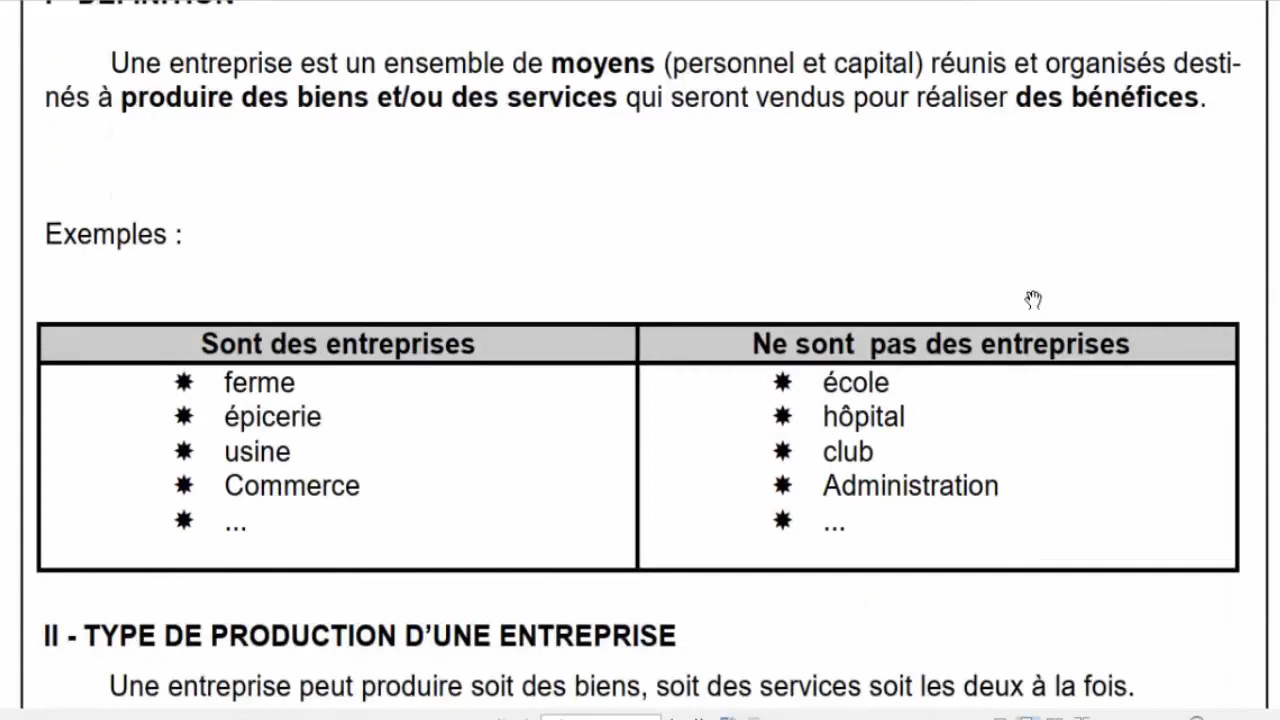 I - DÉFINITION
Une entreprise est un ensemble de moyens (personnel et capital) réunis et organisés desti-
nés à produire des biens et/ou des services qui seront vendus pour réaliser des bénéfices.
Exemples :
Sont des entreprises
✷ ferme
✷ épicerie
✷ usine
✷ Commerce
✷ ...
Ne sont pas des entreprises
✷ école
✷ hôpital
✷ club
✷ Administration
✷ ...
II - TYPE DE PRODUCTION D’UNE ENTREPRISE
Une entreprise peut produire soit des biens, soit des services soit les deux à la fois.